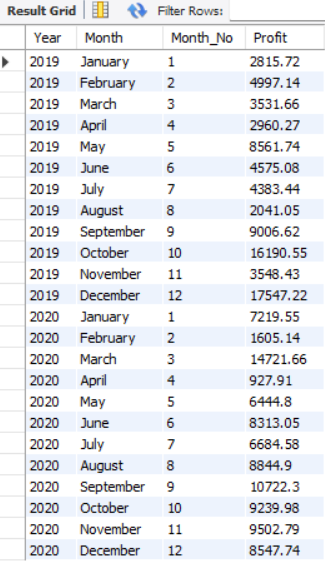 Result Grid Filter Rows:
Year Month Month_No Profit
2019 January 1 2815.72
2019 February 2 4997.14
2019 March 3 3531.66
2019 April 4 2960.27
2019 May 5 8561.74
2019 June 6 4575.08
2019 July 7 4383.44
2019 August 8 2041.05
2019 September 9 9006.62
2019 October 10 16190.55
2019 November 11 3548.43
2019 December 12 17547.22
2020 January 1 7219.55
2020 February 2 1605.14
2020 March 3 14721.66
2020 April 4 927.91
2020 May 5 6444.8
2020 June 6 8313.05
2020 July 7 6684.58
2020 August 8 8844.9
2020 September 9 10722.3
2020 October 10 9239.98
2020 November 11 9502.79
2020 December 12 8547.74